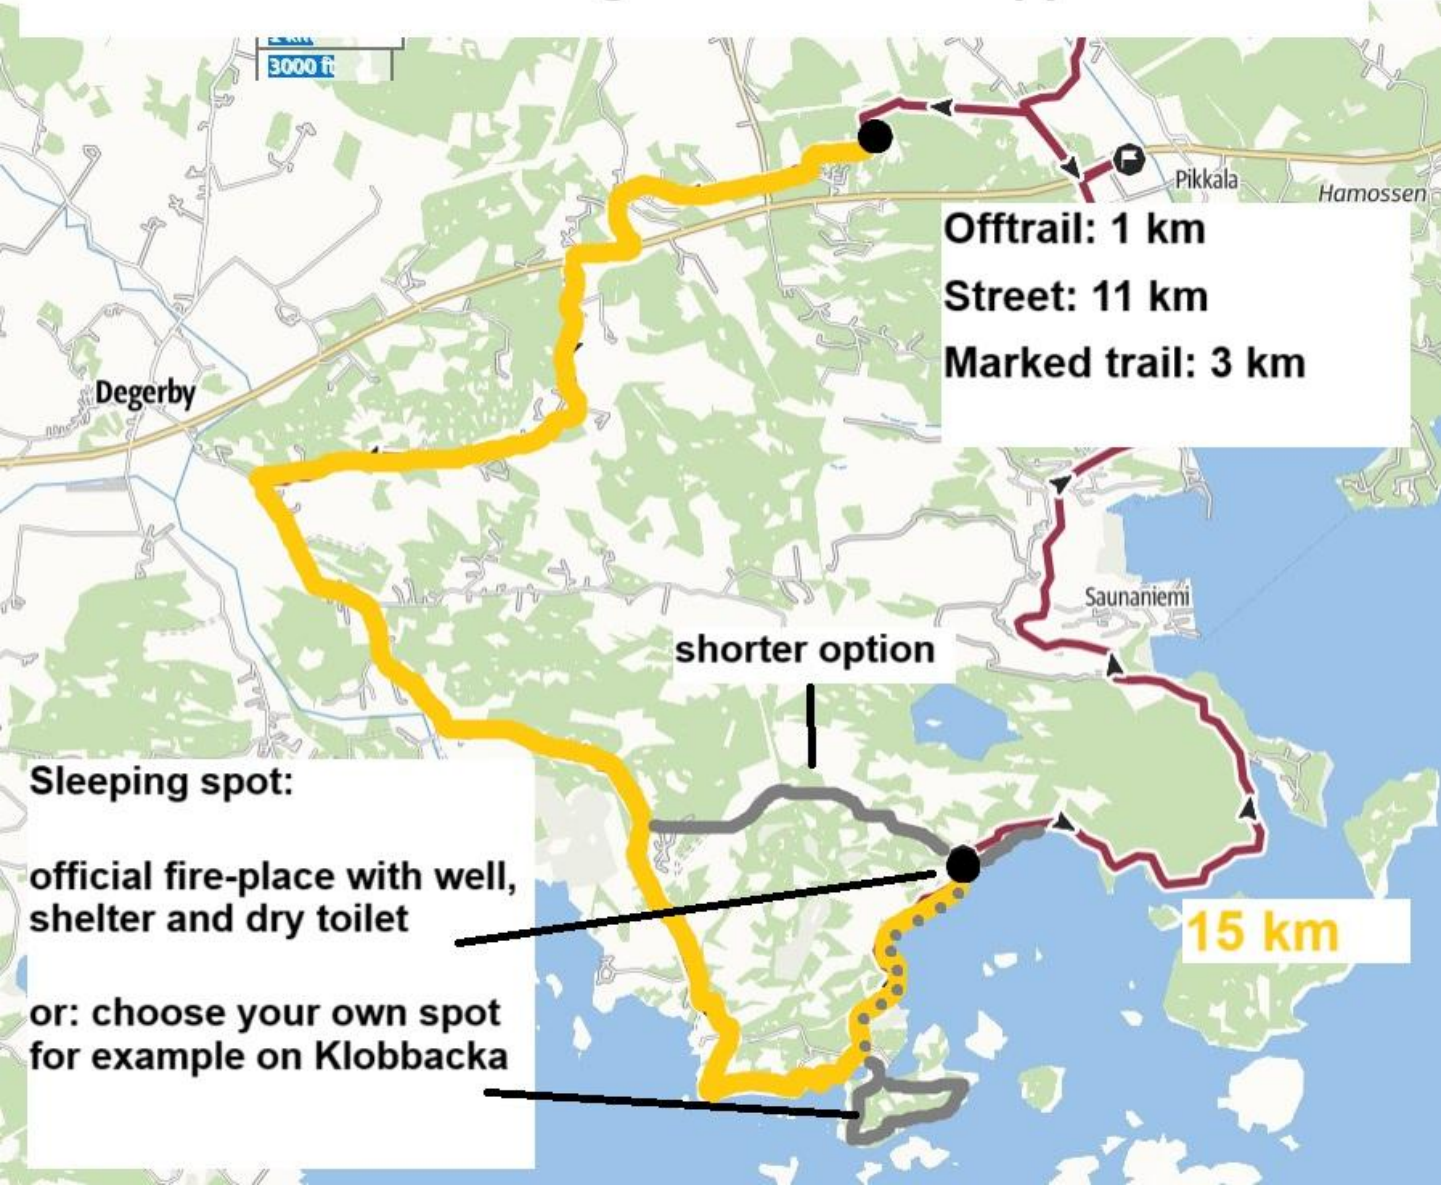 3000 ft
Pikkala
Hamossen
Offtrail: 1 km
Street: 11 km
Marked trail: 3 km
Degerby
Saunaniemi
shorter option
Sleeping spot:
official fire-place with well,
shelter and dry toilet
15 km
or: choose your own spot
for example on Klobbacka